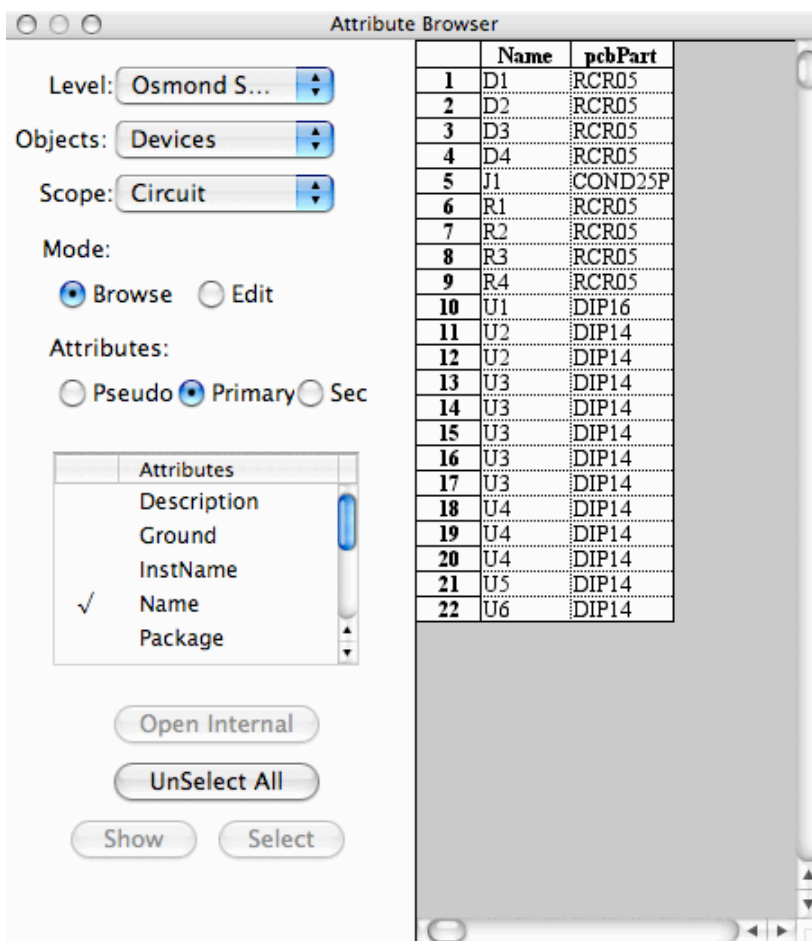 Attribute Browser
Level: Osmond S...
Objects: Devices
Scope: Circuit
Mode:
Browse Edit
Attributes:
Pseudo Primary Sec
Attributes
Description
Ground
InstName
√ Name
Package
Open Internal
UnSelect All
Show Select
Name pcbPart
1 D1 RCR05
2 D2 RCR05
3 D3 RCR05
4 D4 RCR05
5 J1 COND25P
6 R1 RCR05
7 R2 RCR05
8 R3 RCR05
9 R4 RCR05
10 U1 DIP16
11 U2 DIP14
12 U2 DIP14
13 U3 DIP14
14 U3 DIP14
15 U3 DIP14
16 U3 DIP14
17 U3 DIP14
18 U4 DIP14
19 U4 DIP14
20 U4 DIP14
21 U5 DIP14
22 U6 DIP14